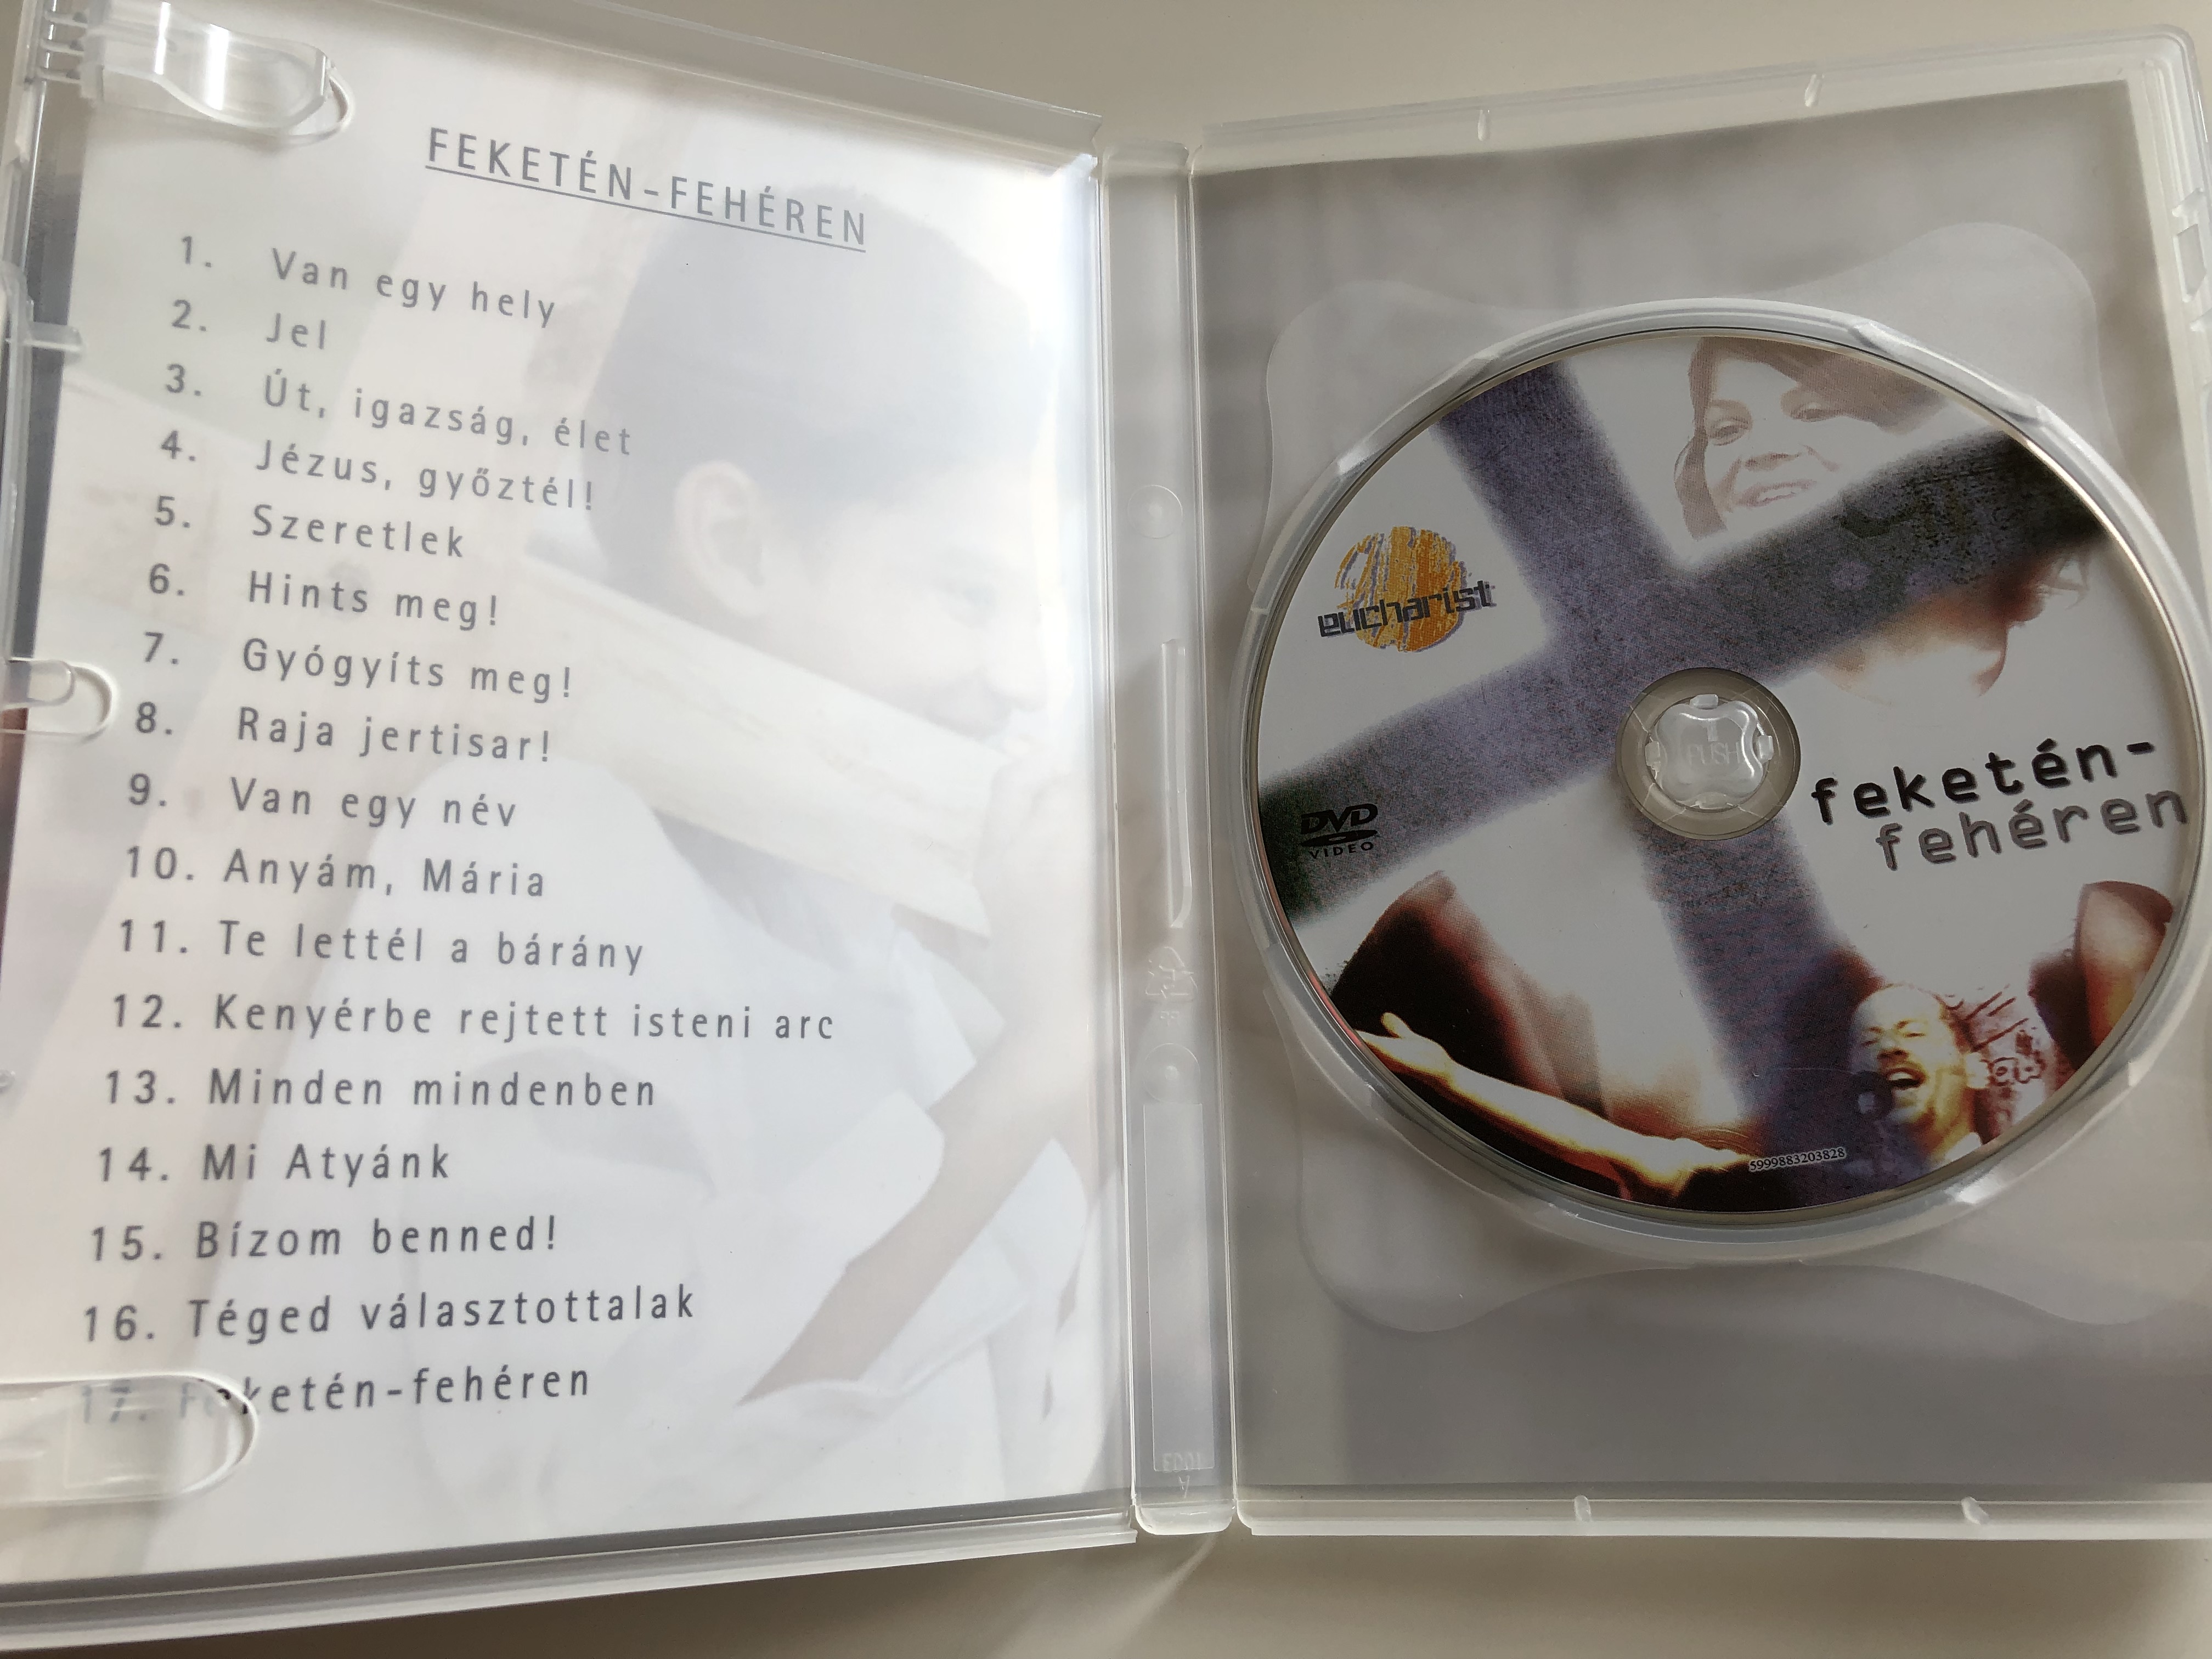 FEKETÉN-FEHÉREN
1. Van egy hely
2. Jel
3. Út, igazság, élet
4. Jézus, győztél!
5. Szeretlek
6. Hints meg!
7. Gyógyíts meg!
8. Raja jertisar!
9. Van egy név
10. Anyám, Mária
11. Te lettél a bárány
12. Kenyérbe rejtett isteni arc
13. Minden mindenben
14. Mi Atyánk
15. Bízom benned!
16. Téged választottalak
17. Feketén-fehéren
eucharist
PUSH
feketén-
fehéren
DVD
VIDEO
5999883203828